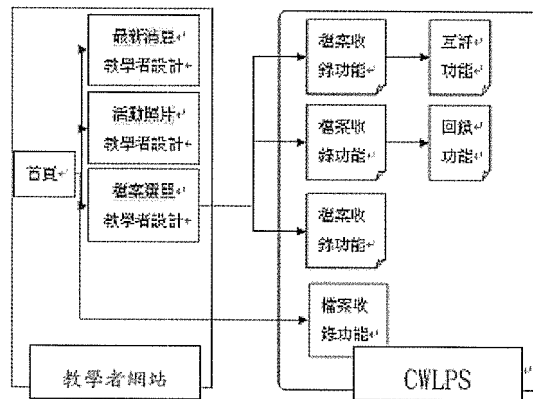 最新消息
教學者設計
活動照片
教學者設計
首頁
檔案選單
教學者設計
檔案收
錄功能
互評
功能
檔案收
錄功能
回饋
功能
檔案收
錄功能
檔案收
錄功能
教學者網站
CWLPS